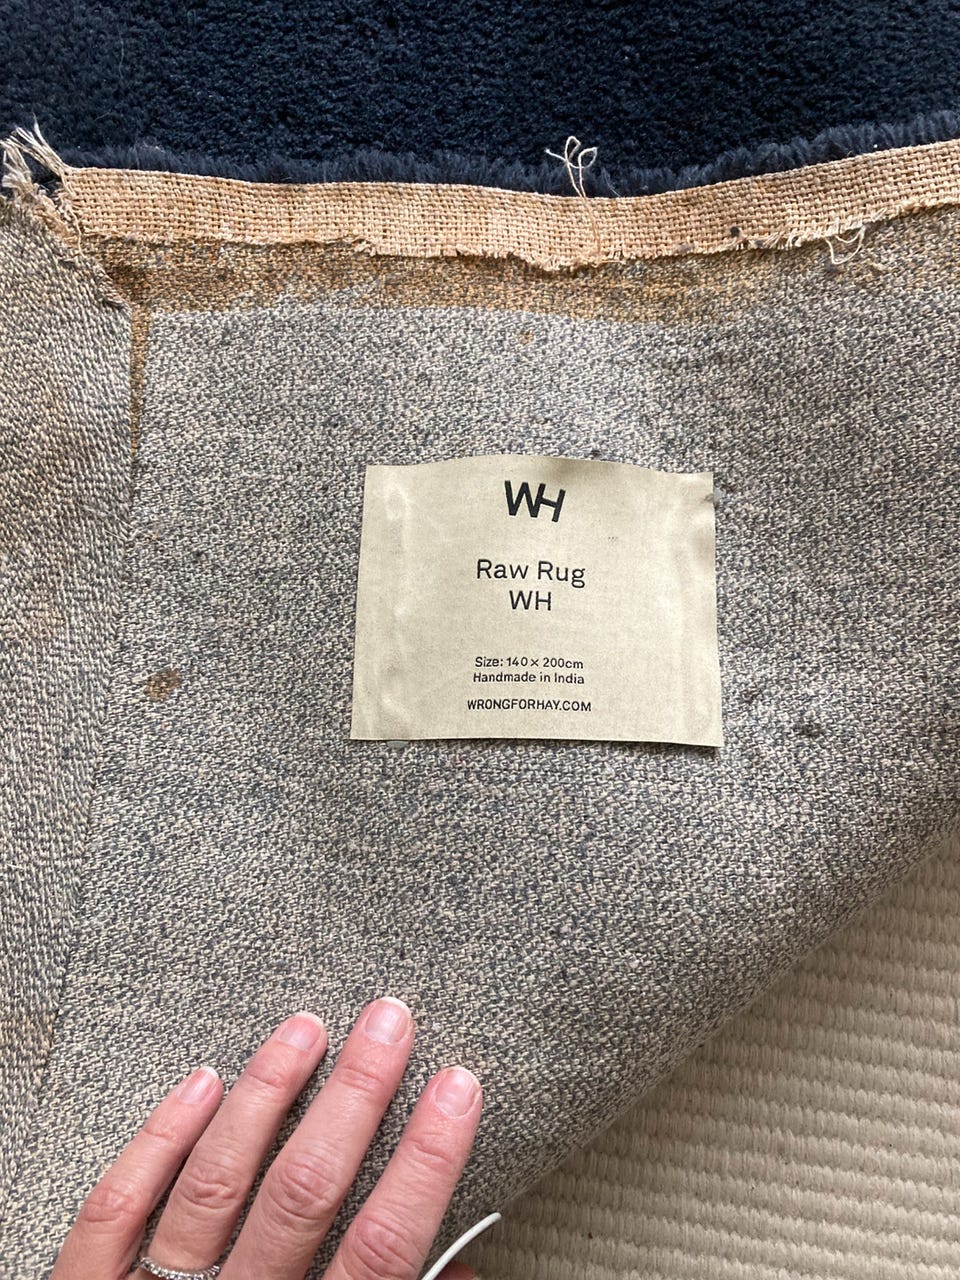 WH
Raw Rug
WH
Size: 140 × 200cm
Handmade in India
WRONGFORHAY.COM